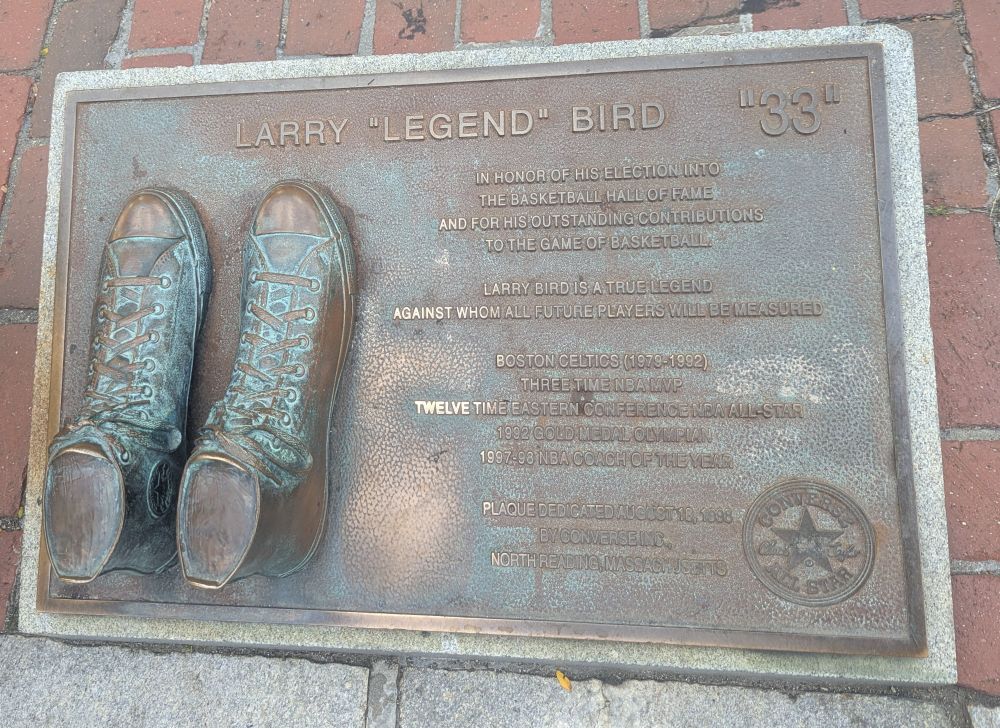 LARRY "LEGEND" BIRD "33"
IN HONOR OF HIS ELECTION INTO
THE BASKETBALL HALL OF FAME
AND FOR HIS OUTSTANDING CONTRIBUTIONS
TO THE GAME OF BASKETBALL.
LARRY BIRD IS A TRUE LEGEND
AGAINST WHOM ALL FUTURE PLAYERS WILL BE MEASURED
BOSTON CELTICS (1979-1992)
THREE TIME NBA MVP
TWELVE TIME EASTERN CONFERENCE NBA ALL-STAR
1992 GOLD MEDAL OLYMPIAN
1997-98 NBA COACH OF THE YEAR
PLAQUE DEDICATED AUGUST 1998
BY CONVERSE INC.,
NORTH READING, MASSACHUSETTS
CONVERSE
Chuck Taylor
ALL STAR